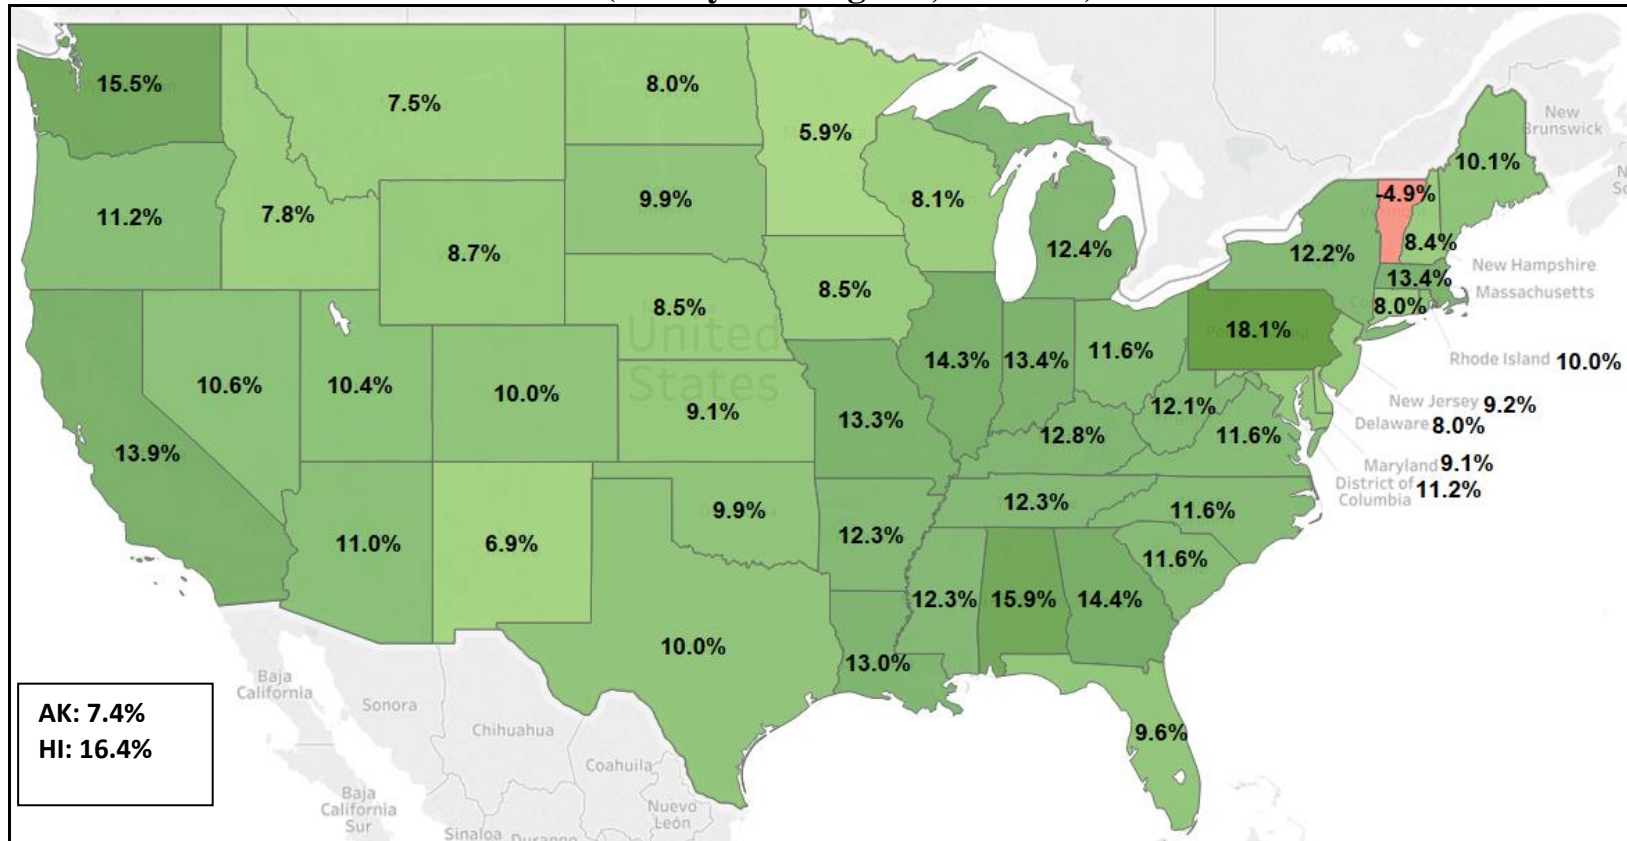 15.5%
7.5%
8.0%
5.9%
10.1%
New
Brunswick
11.2%
7.8%
8.7%
9.9%
8.1%
12.4%
12.2%
-4.9%
8.4%
New Hampshire
13.4%
Massachusetts
8.0%
8.5%
8.5%
United
States
18.1%
Rhode Island 10.0%
10.6%
10.4%
10.0%
9.1%
13.3%
14.3%
13.4%
11.6%
12.1%
New Jersey 9.2%
Delaware 8.0%
13.9%
12.8%
11.6%
Maryland 9.1%
District of
Columbia 11.2%
11.0%
6.9%
9.9%
12.3%
12.3%
11.6%
11.6%
12.3%
15.9%
14.4%
10.0%
13.0%
9.6%
AK: 7.4%
HI: 16.4%
Baja
California
Sonora
Chihuahua
Coahuila
Baja
California
Sur
Nuevo
León
Sinaloa
Durango